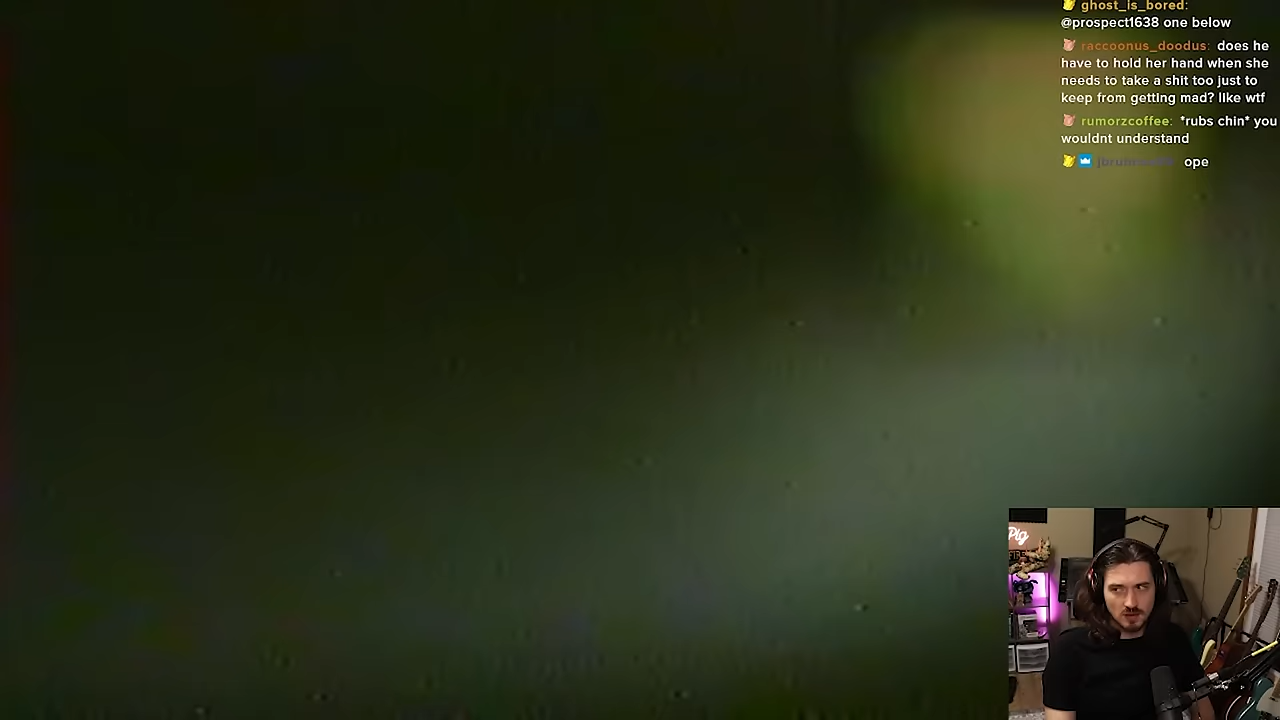 ghost_is_bored:
@prospect1638 one below
raccoonus_doodus: does he
have to hold her hand when she
needs to take a shit too just to
keep from getting mad? like wtf
rumorzcoffee: *rubs chin* you
wouldnt understand
ope
Pig